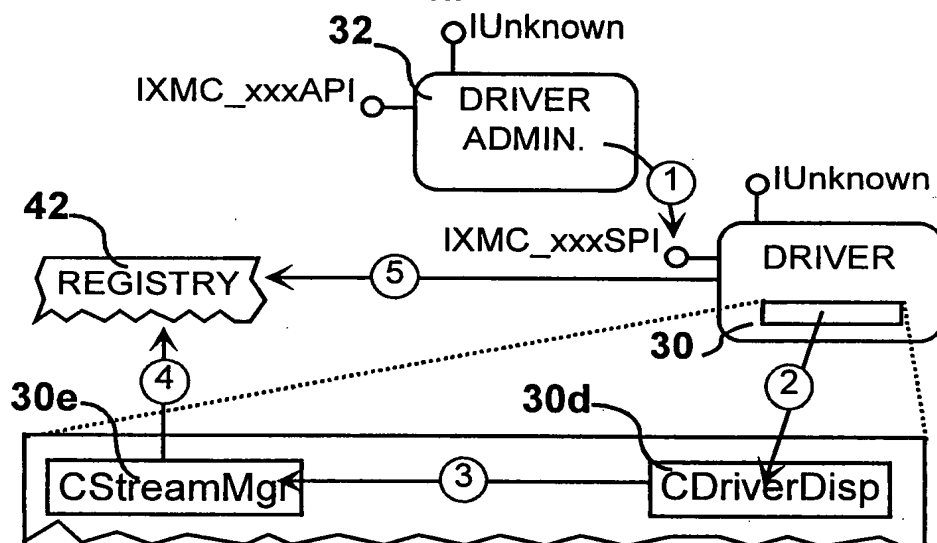 32
IUnknown
IXMC_xxxAPI
DRIVER
ADMIN.
1
IUnknown
42
IXMC_xxxSPI
DRIVER
REGISTRY
5
30
4
2
30e
30d
CStreamMgr
3
CDriverDisp